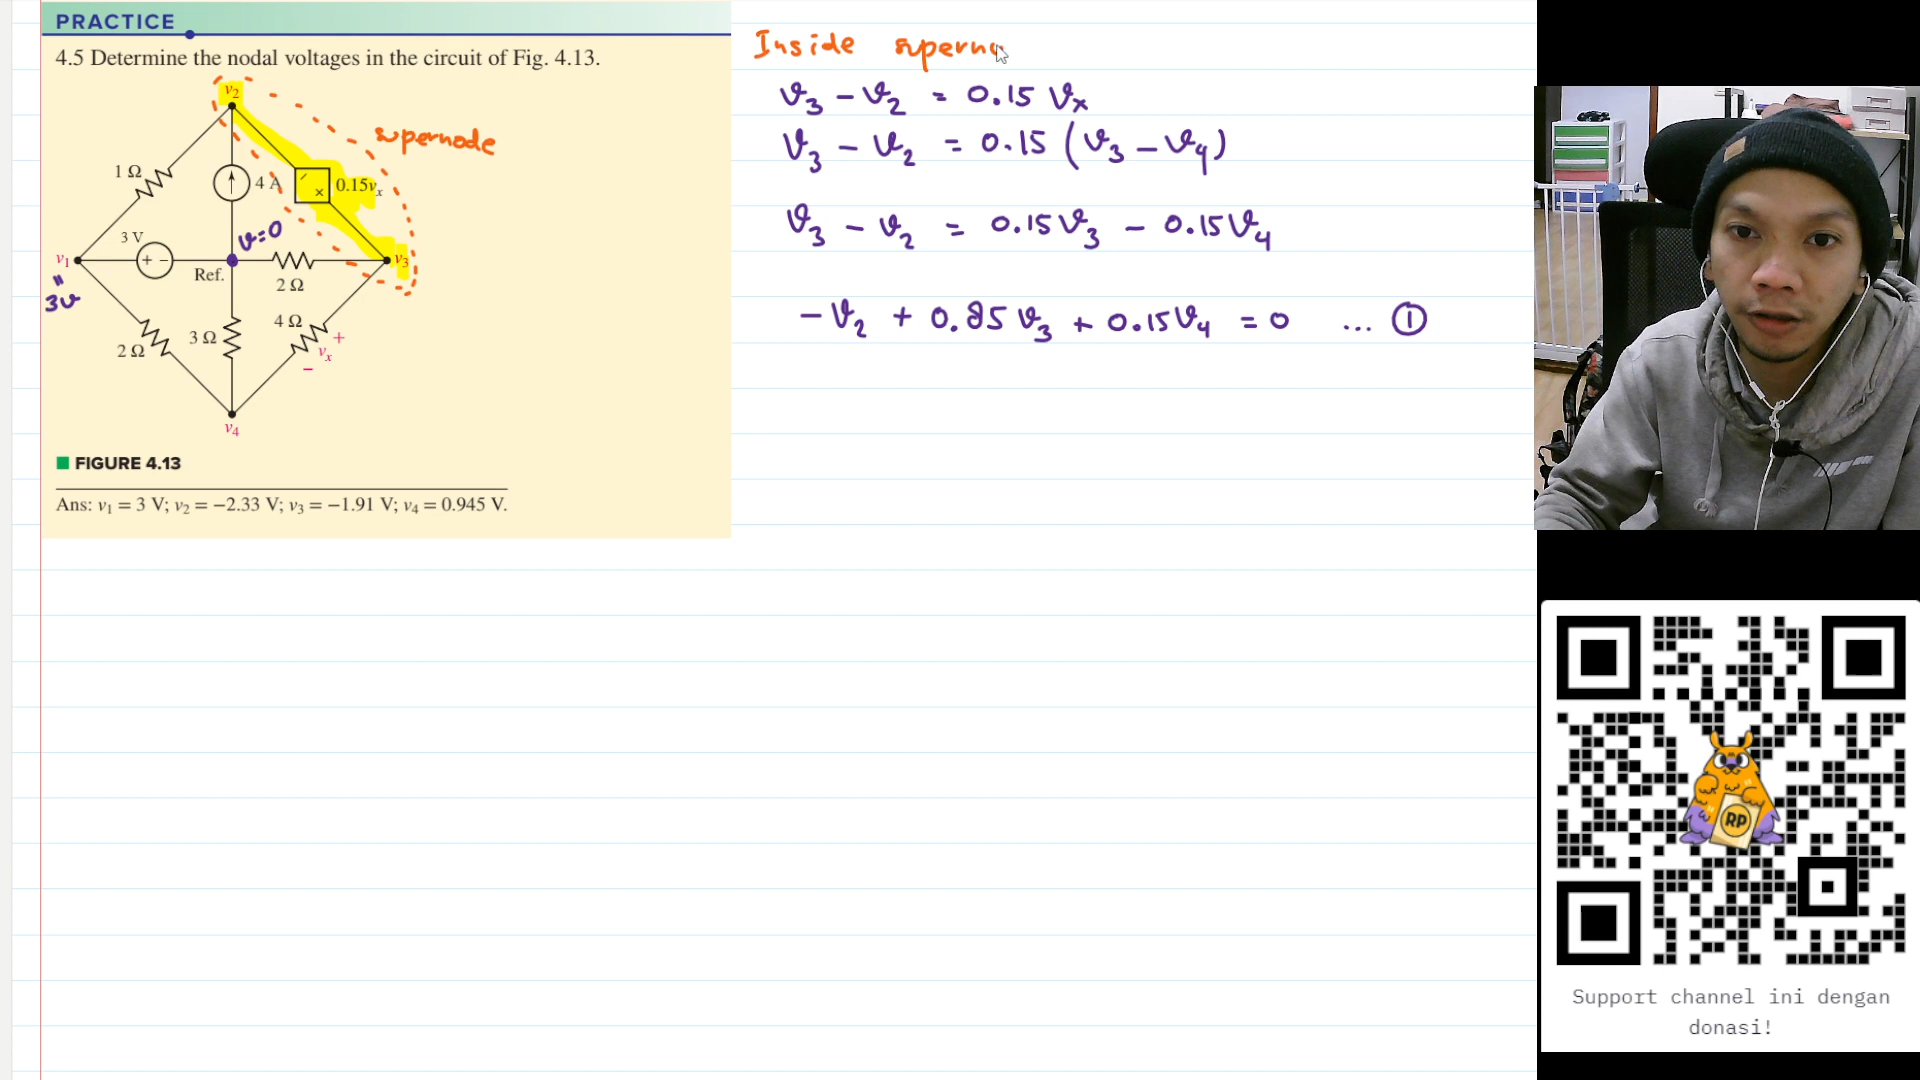 PRACTICE
4.5 Determine the nodal voltages in the circuit of Fig. 4.13.
v2
supernode
1 Ω
4 A
0.15vx
3 V
v=0
v1
+ -
Ref.
2 Ω
v3
"
3v
4 Ω
+
2 Ω
3 Ω
vx
–
v4
FIGURE 4.13
Ans: v1 = 3 V; v2 = −2.33 V; v3 = −1.91 V; v4 = 0.945 V.
Inside superno
v3 − v2 = 0.15 vx
v3 − v2 = 0.15 (v3 − v4)
v3 − v2 = 0.15v3 − 0.15v4
−v2 + 0.85v3 + 0.15v4 = 0 ... ①
RP
Support channel ini dengan
donasi!